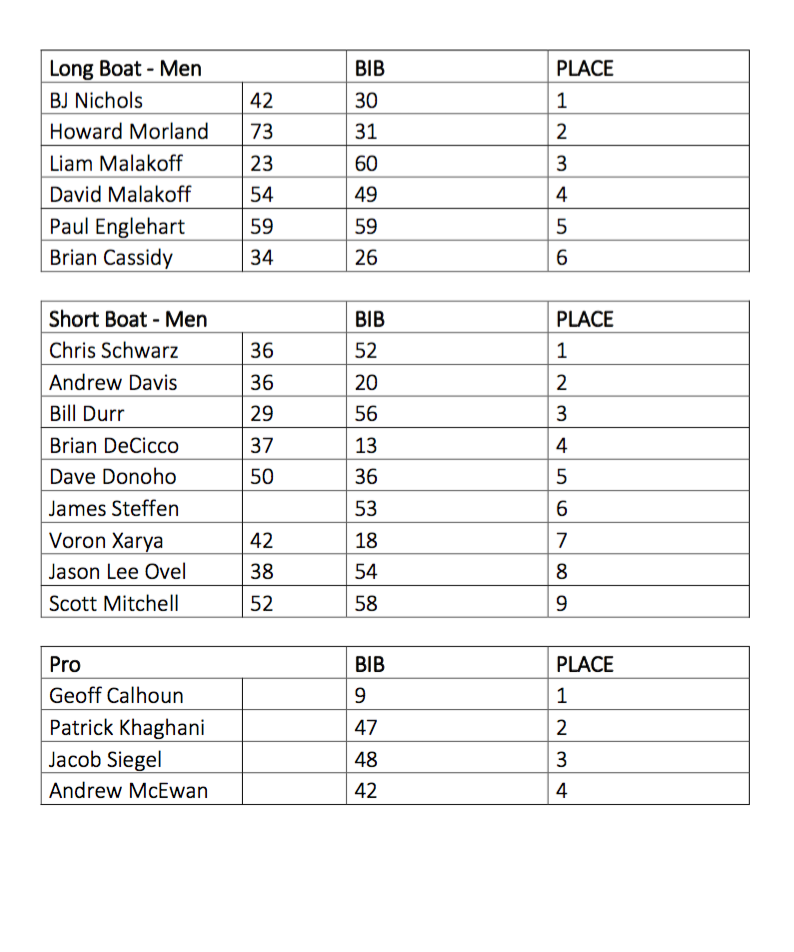 Long Boat - Men BIB PLACE
BJ Nichols 42 30 1
Howard Morland 73 31 2
Liam Malakoff 23 60 3
David Malakoff 54 49 4
Paul Englehart 59 59 5
Brian Cassidy 34 26 6
Short Boat - Men BIB PLACE
Chris Schwarz 36 52 1
Andrew Davis 36 20 2
Bill Durr 29 56 3
Brian DeCicco 37 13 4
Dave Donoho 50 36 5
James Steffen 53 6
Voron Xarya 42 18 7
Jason Lee Ovel 38 54 8
Scott Mitchell 52 58 9
Pro BIB PLACE
Geoff Calhoun 9 1
Patrick Khaghani 47 2
Jacob Siegel 48 3
Andrew McEwan 42 4